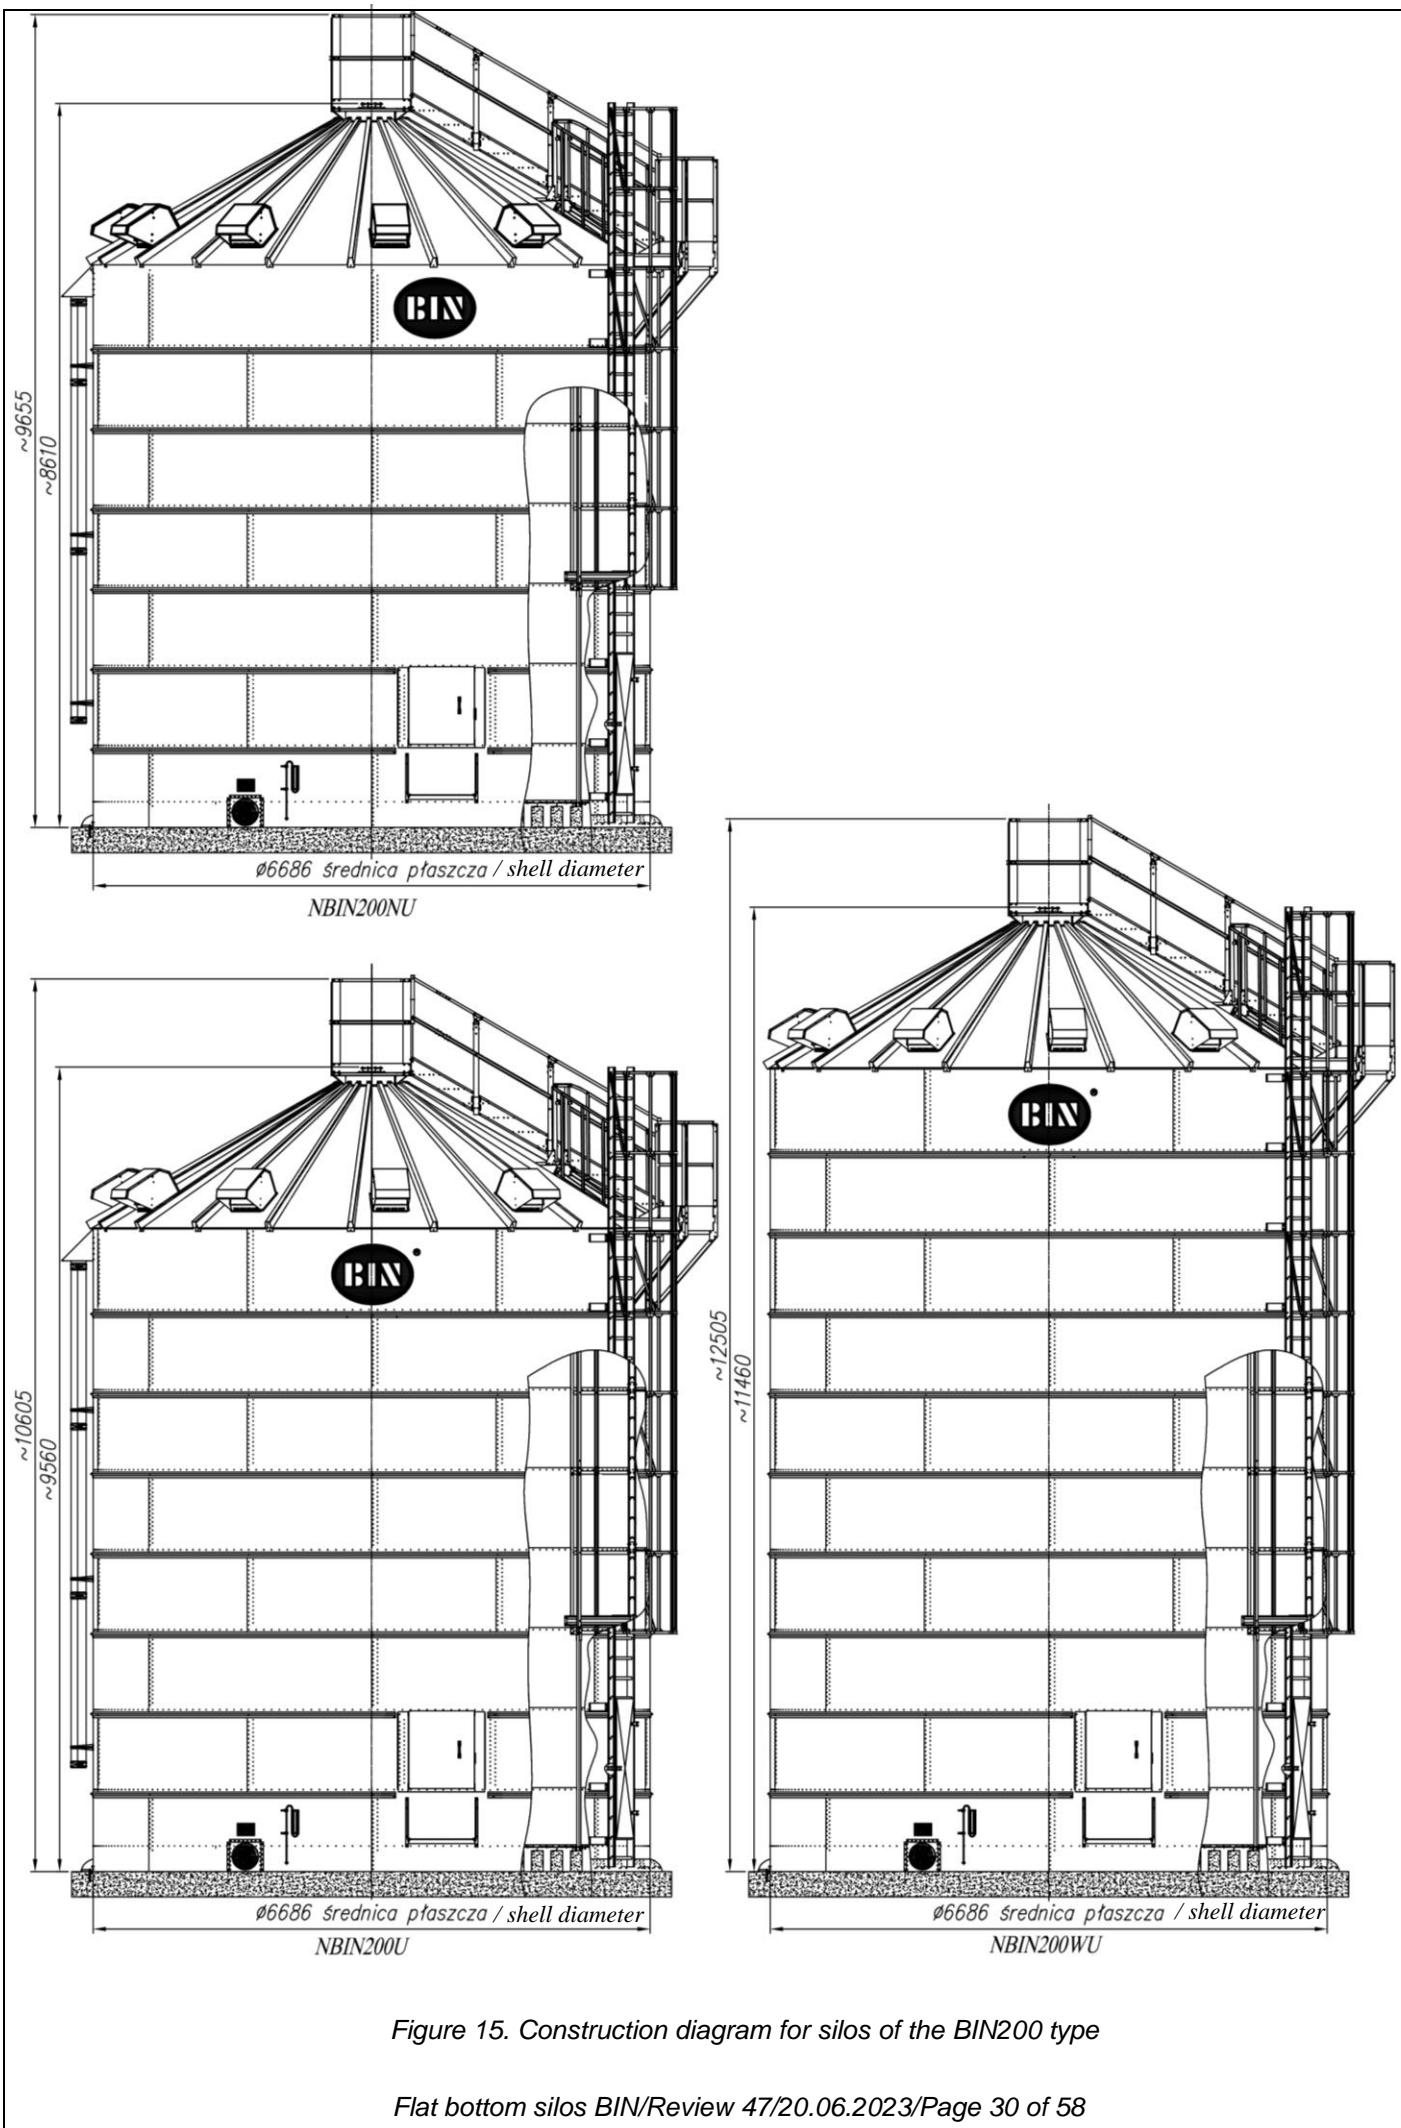 ~9655
~8610
BIN
ø6686 średnica płaszcza / shell diameter
NBIN200NU
~10605
~9560
BIN ®
ø6686 średnica płaszcza / shell diameter
NBIN200U
~12505
~11460
BIN ®
ø6686 średnica płaszcza / shell diameter
NBIN200WU
Figure 15. Construction diagram for silos of the BIN200 type
Flat bottom silos BIN/Review 47/20.06.2023/Page 30 of 58